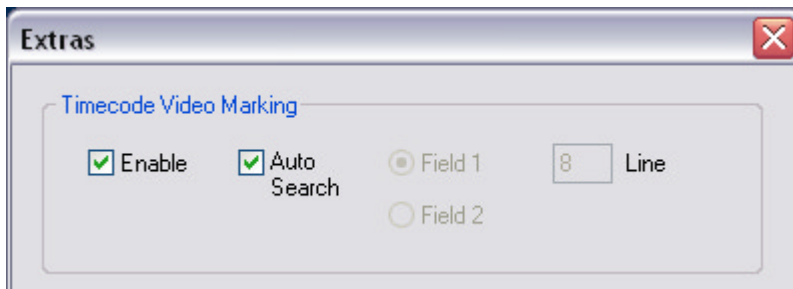 Extras
Timecode Video Marking
Enable
Auto
Search
Field 1
8
Line
Field 2